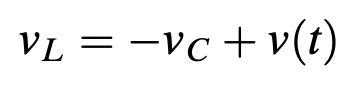 v_L = −v_C + v(t)